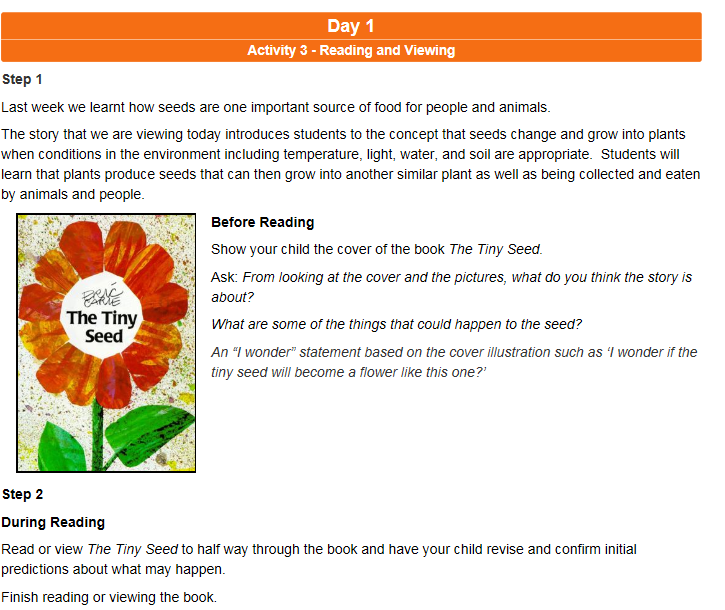 Day 1
Activity 3 - Reading and Viewing
Step 1
Last week we learnt how seeds are one important source of food for people and animals.
The story that we are viewing today introduces students to the concept that seeds change and grow into plants
when conditions in the environment including temperature, light, water, and soil are appropriate.  Students will
learn that plants produce seeds that can then grow into another similar plant as well as being collected and eaten
by animals and people.
ERIC
CARLE
The Tiny
Seed
Before Reading
Show your child the cover of the book The Tiny Seed.
Ask: From looking at the cover and the pictures, what do you think the story is
about?
What are some of the things that could happen to the seed?
An “I wonder” statement based on the cover illustration such as ‘I wonder if the
tiny seed will become a flower like this one?’
Step 2
During Reading
Read or view The Tiny Seed to half way through the book and have your child revise and confirm initial
predictions about what may happen.
Finish reading or viewing the book.